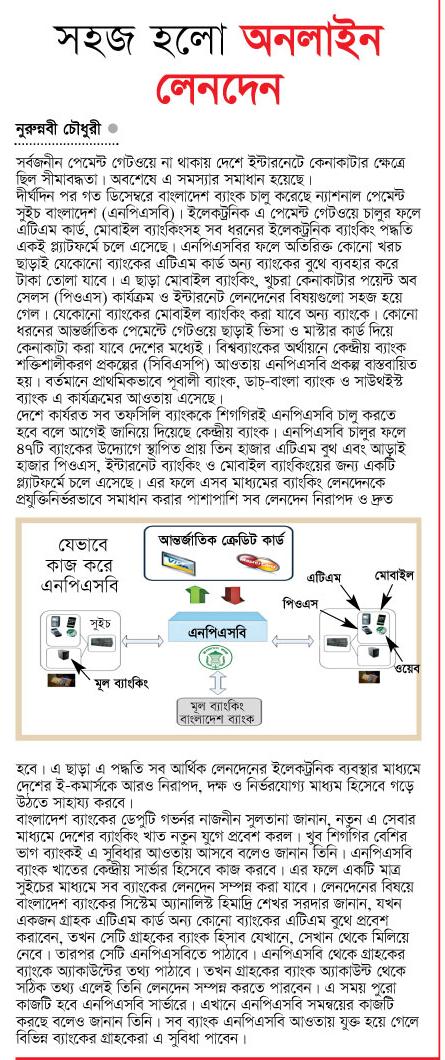 সহজ হলো অনলাইন
লেনদেন
নুরুন্নবী চৌধুরী
সর্বজনীন পেমেন্ট গেটওয়ে না থাকায় দেশে ইন্টারনেটে কেনাকাটার ক্ষেত্রে
ছিল সীমাবদ্ধতা। অবশেষে এ সমস্যার সমাধান হয়েছে।
দীর্ঘদিন পর গত ডিসেম্বরে বাংলাদেশ ব্যাংক চালু করেছে ন্যাশনাল পেমেন্ট
সুইচ বাংলাদেশ (এনপিএসবি)। ইলেকট্রনিক এ পেমেন্ট গেটওয়ে চালুর ফলে
এটিএম কার্ড, মোবাইল ব্যাংকিংসহ সব ধরনের ইলেকট্রনিক ব্যাংকিং পদ্ধতি
একই প্ল্যাটফর্মে চলে এসেছে। এনপিএসবির ফলে অতিরিক্ত কোনো খরচ
ছাড়াই যেকোনো ব্যাংকের এটিএম কার্ড অন্য ব্যাংকের বুথে ব্যবহার করে
টাকা তোলা যাবে। এ ছাড়া মোবাইল ব্যাংকিং, খুচরা কেনাকাটার পয়েন্ট অব
সেলস (পিওএস) কার্যক্রম ও ইন্টারনেট লেনদেনের বিষয়গুলো সহজ হয়ে
গেল। যেকোনো ব্যাংকের মোবাইল ব্যাংকিং করা যাবে অন্য ব্যাংকে। কোনো
ধরনের আন্তর্জাতিক পেমেন্টে গেটওয়ে ছাড়াই ভিসা ও মাস্টার কার্ড দিয়ে
কেনাকাটা করা যাবে দেশের মধ্যেই। বিশ্বব্যাংকের অর্থায়নে কেন্দ্রীয় ব্যাংক
শক্তিশালীকরণ প্রকল্পের (সিবিএসপি) আওতায় এনপিএসবি প্রকল্প বাস্তবায়িত
হয়। বর্তমানে প্রাথমিকভাবে পূবালী ব্যাংক, ডাচ্-বাংলা ব্যাংক ও সাউথইস্ট
ব্যাংক এ কার্যক্রমের আওতায় এসেছে।
দেশে কার্যরত সব তফসিলি ব্যাংককে শিগগিরই এনপিএসবি চালু করতে
হবে বলে আগেই জানিয়ে দিয়েছে কেন্দ্রীয় ব্যাংক। এনপিএসবি চালুর ফলে
৪৭টি ব্যাংকের উদ্যোগে স্থাপিত প্রায় তিন হাজার এটিএম বুথ এবং আড়াই
হাজার পিওএস, ইন্টারনেট ব্যাংকিং ও মোবাইল ব্যাংকিংয়ের জন্য একটি
প্ল্যাটফর্মে চলে এসেছে। এর ফলে এসব মাধ্যমের ব্যাংকিং লেনদেনকে
প্রযুক্তিনির্ভরভাবে সমাধান করার পাশাপাশি সব লেনদেন নিরাপদ ও দ্রুত
যেভাবে
কাজ করে
এনপিএসবি
আন্তর্জাতিক ক্রেডিট কার্ড
VISA
MasterCard
এটিএম
মোবাইল
পিওএস
সুইচ
এনপিএসবি
ওয়েব
মূল ব্যাংকিং
মূল ব্যাংকিং
বাংলাদেশ ব্যাংক
হবে। এ ছাড়া এ পদ্ধতি সব আর্থিক লেনদেনের ইলেকট্রনিক ব্যবস্থার মাধ্যমে
দেশের ই-কমার্সকে আরও নিরাপদ, দক্ষ ও নির্ভরযোগ্য মাধ্যম হিসেবে গড়ে
উঠতে সাহায্য করবে।
বাংলাদেশ ব্যাংকের ডেপুটি গভর্নর নাজনীন সুলতানা জানান, নতুন এ সেবার
মাধ্যমে দেশের ব্যাংকিং খাত নতুন যুগে প্রবেশ করল। খুব শিগগির বেশির
ভাগ ব্যাংকই এ সুবিধার আওতায় আসবে বলেও জানান তিনি। এনপিএসবি
ব্যাংক খাতের কেন্দ্রীয় সার্ভার হিসেবে কাজ করবে। এর ফলে একটি মাত্র
সুইচের মাধ্যমে সব ব্যাংকের লেনদেন সম্পন্ন করা যাবে। লেনদেনের বিষয়ে
বাংলাদেশ ব্যাংকের সিস্টেম অ্যানালিস্ট হিমাদ্রি শেখর সরদার জানান, যখন
একজন গ্রাহক এটিএম কার্ড অন্য কোনো ব্যাংকের এটিএম বুথে প্রবেশ
করাবেন, তখন সেটি গ্রাহকের ব্যাংক হিসাব যেখানে, সেখান থেকে মিলিয়ে
নেবে। তারপর সেটি এনপিএসবিতে পাঠাবে। এনপিএসবি থেকে গ্রাহকের
ব্যাংকে অ্যাকাউন্টের তথ্য পাঠাবে। তখন গ্রাহকের ব্যাংক অ্যাকাউন্ট থেকে
সঠিক তথ্য এলেই তিনি লেনদেন সম্পন্ন করতে পারবেন। এ সময় পুরো
কাজটি হবে এনপিএসবি সার্ভারে। এখানে এনপিএসবি সমন্বয়ের কাজটি
করছে বলেও জানান তিনি। সব ব্যাংক এনপিএসবি আওতায় যুক্ত হয়ে গেলে
বিভিন্ন ব্যাংকের গ্রাহকেরা এ সুবিধা পাবেন।